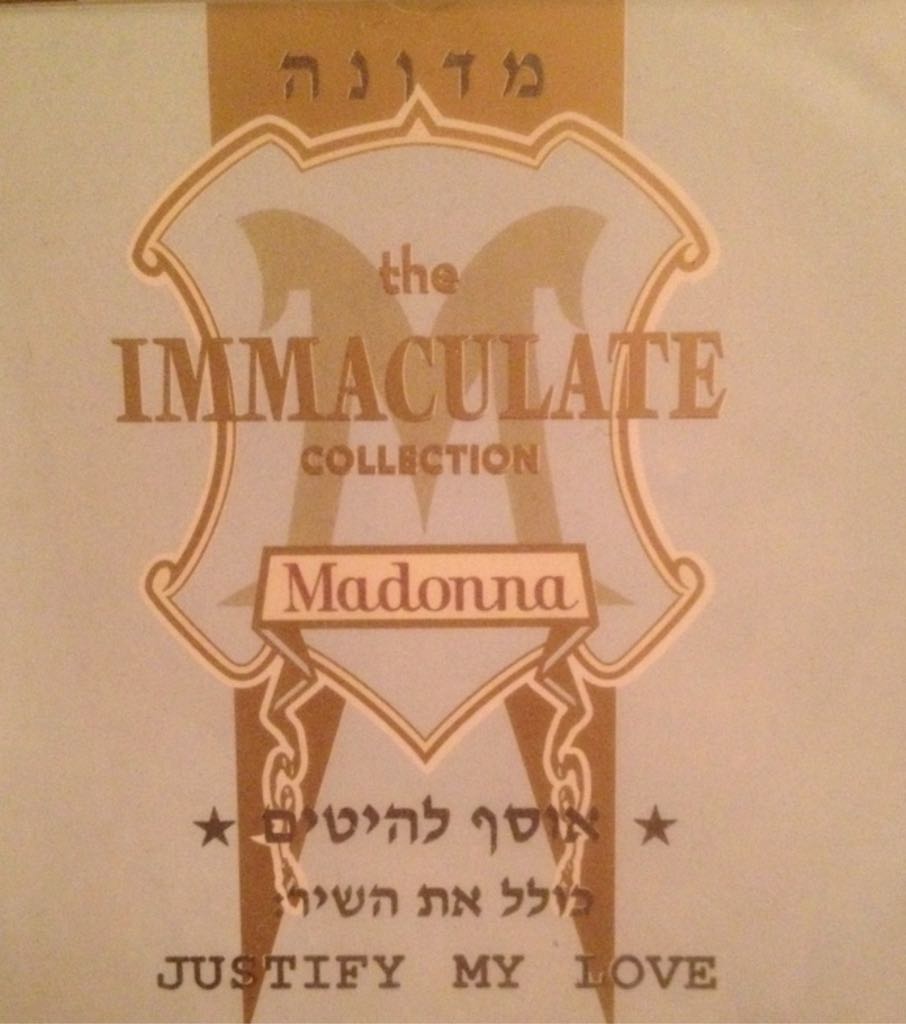 מדונה
the
IMMACULATE
COLLECTION
Madonna
★ אוסף להיטים ★
כולל את השיר:
JUSTIFY MY LOVE